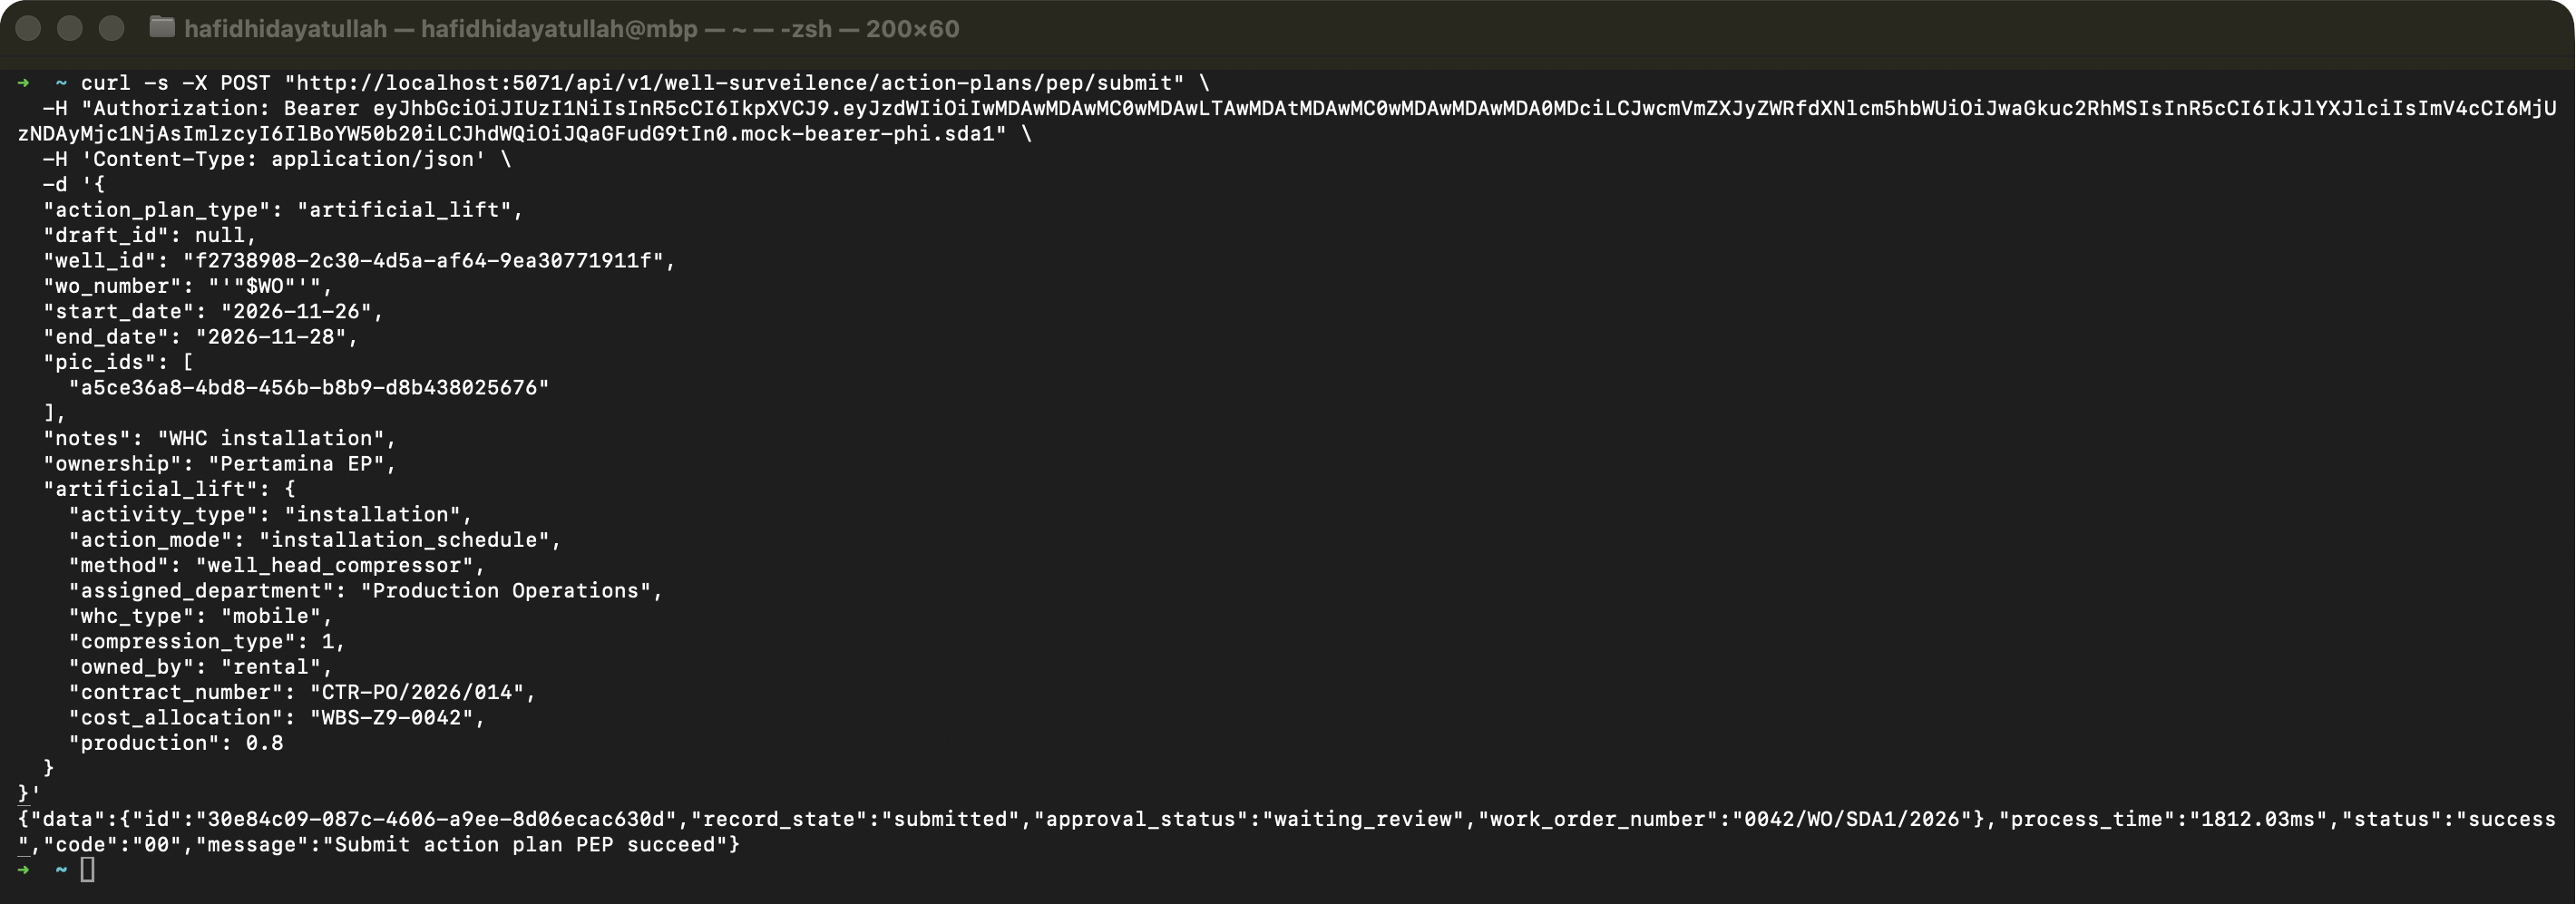 hafidhidayatullah — hafidhidayatullah@mbp — ~ — -zsh — 200×60
➜  ~ curl -s -X POST "http://localhost:5071/api/v1/well-surveilence/action-plans/pep/submit" \
  -H "Authorization: Bearer eyJhbGciOiJIUzI1NiIsInR5cCI6IkpXVCJ9.eyJzdWIiOiIwMDAwMDAwMC0wMDAwLTAwMDAtMDAwMC0wMDAwMDAwMDA0MDciLCJwcmVmZXJyZWRfdXNlcm5hbWUiOiJwaGkuc2RhMSIsInR5cCI6IkJlYXJlciIsImV4cCI6MjU
zNDAyMjc1NjAsImlzcyI6IlBoYW50b20iLCJhdWQiOiJQaGFudG9tIn0.mock-bearer-phi.sda1" \
  -H 'Content-Type: application/json' \
  -d '{
  "action_plan_type": "artificial_lift",
  "draft_id": null,
  "well_id": "f2738908-2c30-4d5a-af64-9ea30771911f",
  "wo_number": "'"$WO"'",
  "start_date": "2026-11-26",
  "end_date": "2026-11-28",
  "pic_ids": [
    "a5ce36a8-4bd8-456b-b8b9-d8b438025676"
  ],
  "notes": "WHC installation",
  "ownership": "Pertamina EP",
  "artificial_lift": {
    "activity_type": "installation",
    "action_mode": "installation_schedule",
    "method": "well_head_compressor",
    "assigned_department": "Production Operations",
    "whc_type": "mobile",
    "compression_type": 1,
    "owned_by": "rental",
    "contract_number": "CTR-PO/2026/014",
    "cost_allocation": "WBS-Z9-0042",
    "production": 0.8
  }
}'
{"data":{"id":"30e84c09-087c-4606-a9ee-8d06ecac630d","record_state":"submitted","approval_status":"waiting_review","work_order_number":"0042/WO/SDA1/2026"},"process_time":"1812.03ms","status":"success
","code":"00","message":"Submit action plan PEP succeed"}
➜  ~